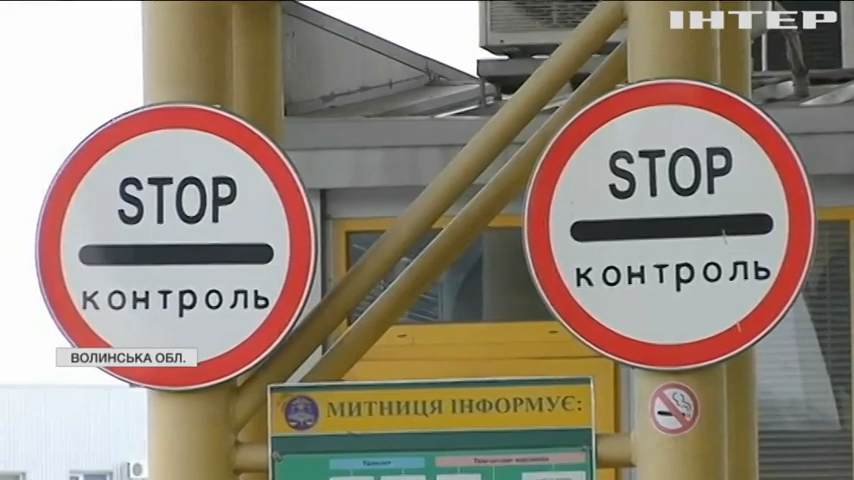 ІНТЕР
STOP
контроль
STOP
контроль
ВОЛИНСЬКА ОБЛ.
МИТНИЦЯ ІНФОРМУЄ: